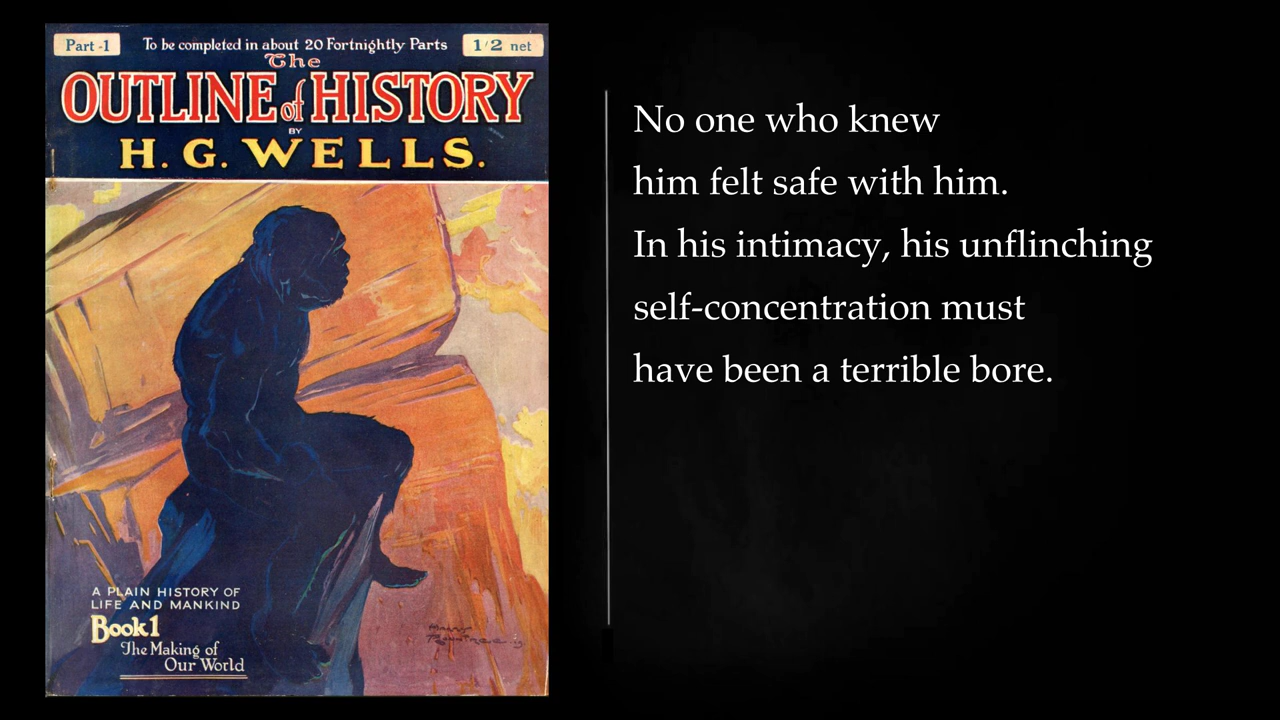 Part -1
To be completed in about 20 Fortnightly Parts
1/2 net
The
OUTLINE of HISTORY
BY
H. G. WELLS.
No one who knew
him felt safe with him.
In his intimacy, his unflinching
self-concentration must
have been a terrible bore.
A PLAIN HISTORY OF
LIFE AND MANKIND
Book 1
The Making of
Our World